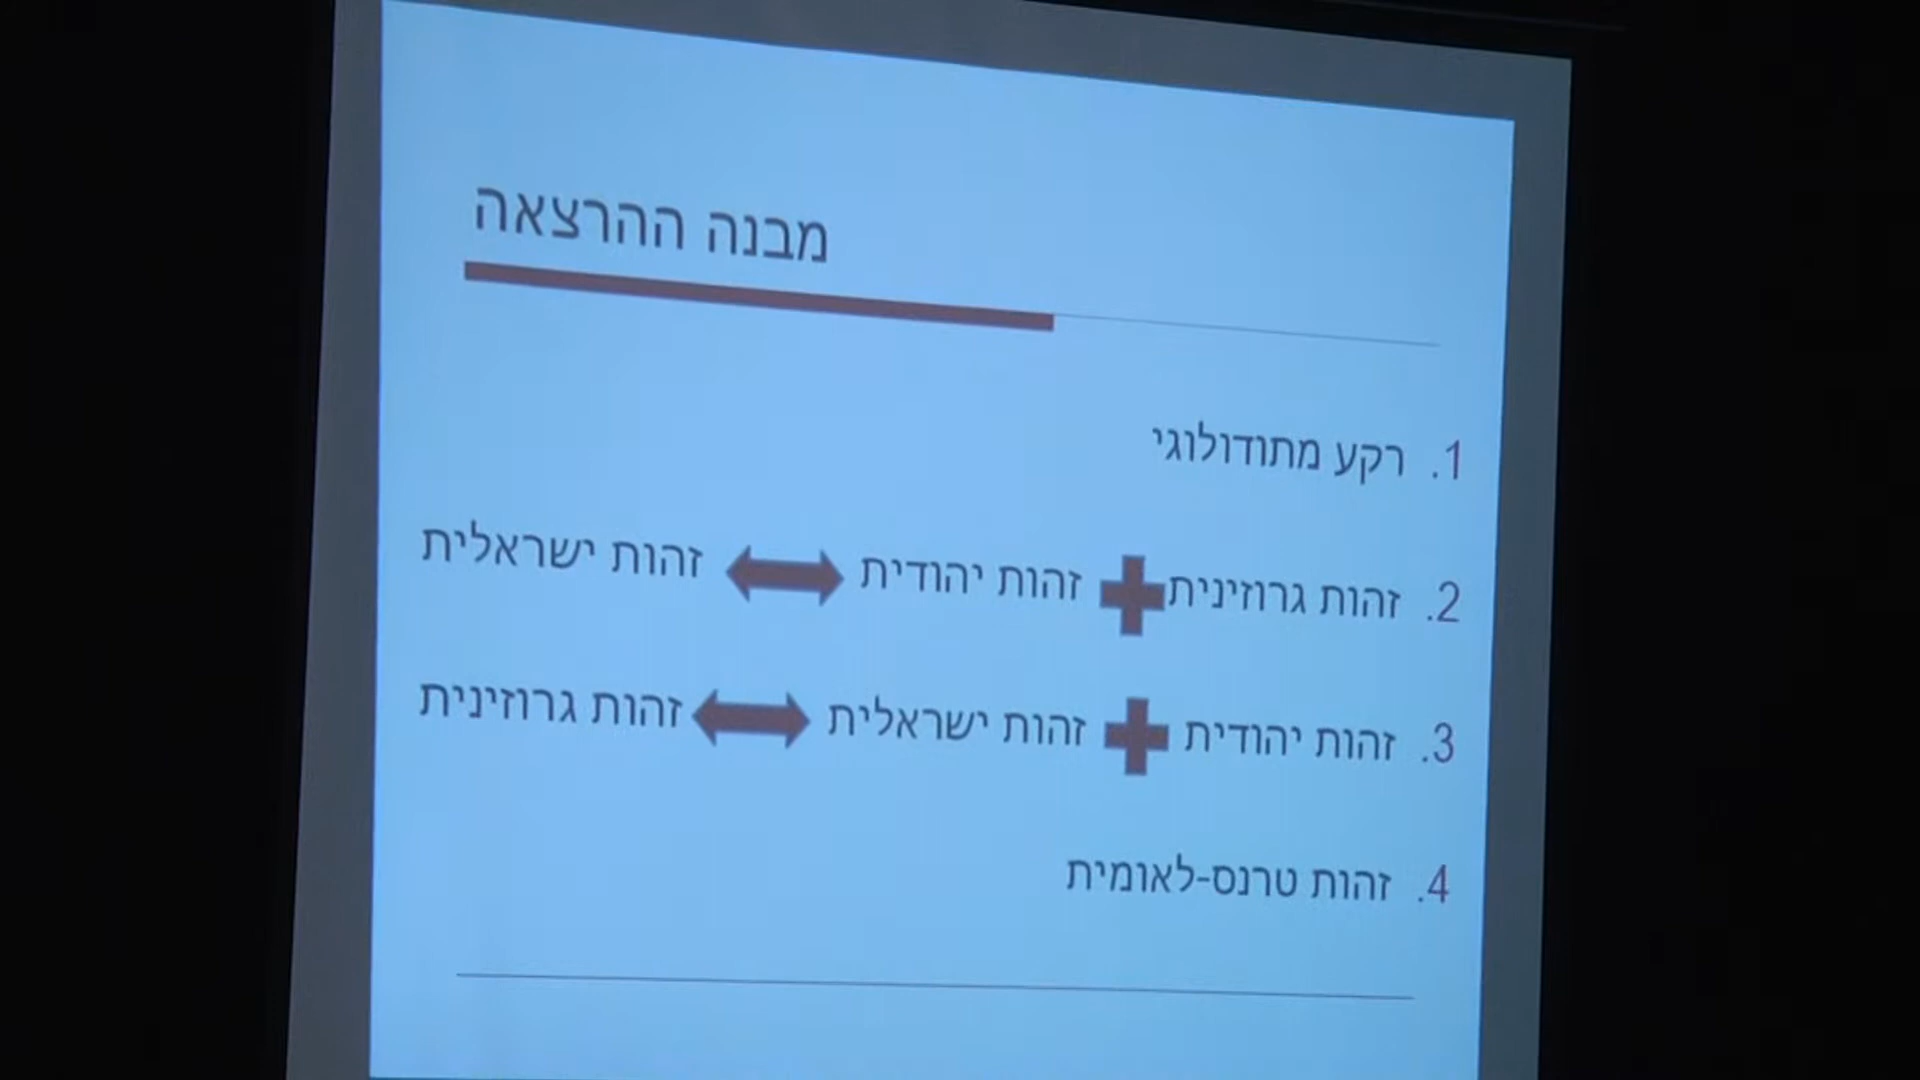 מבנה ההרצאה
1. רקע מתודולוגי
2. זהות גרוזינית + זהות יהודית ↔ זהות ישראלית
3. זהות יהודית + זהות ישראלית ↔ זהות גרוזינית
4. זהות טרנס-לאומית